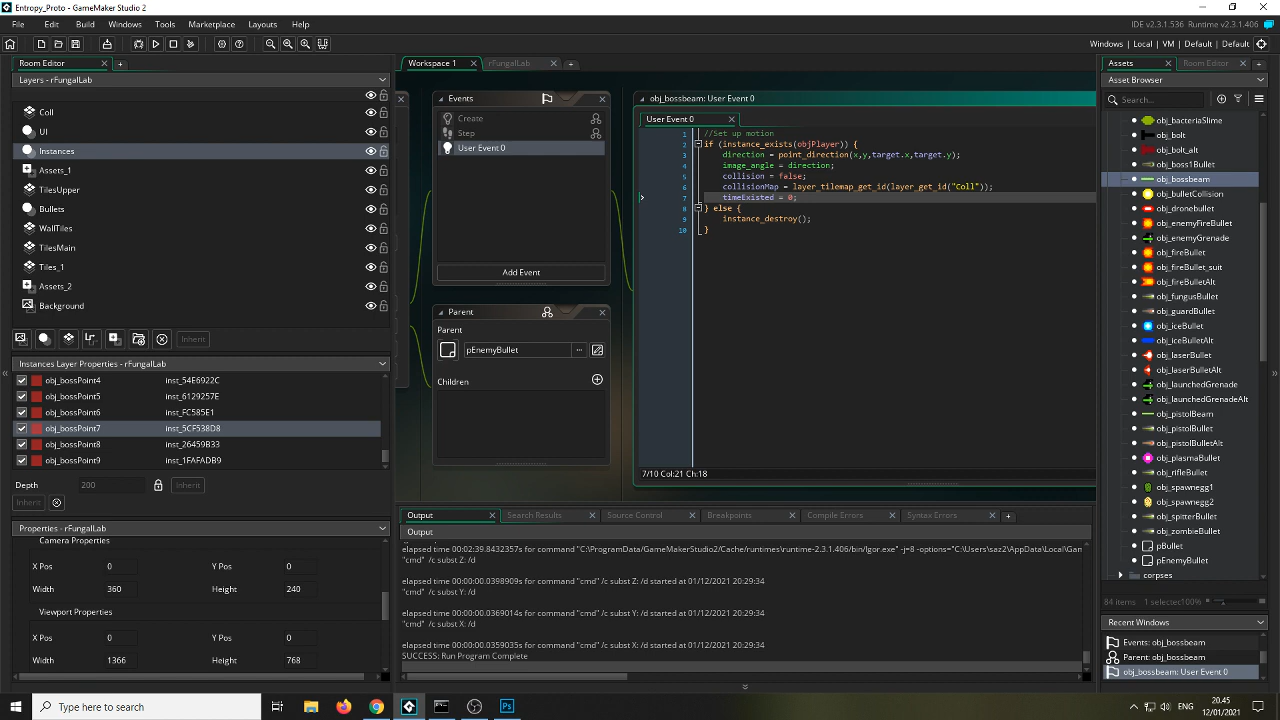 Entropy_Proto - GameMaker Studio 2
File Edit Build Windows Tools Marketplace Layouts Help
IDE v2.3.1.536 Runtime v2.3.1.406
Windows | Local | VM | Default | Default
Room Editor
Layers - rFungalLab
Coll
UI
Instances
Assets_1
TilesUpper
Bullets
WallTiles
TilesMain
Tiles_1
Assets_2
Background
Inherit
Instances Layer Properties - rFungalLab
obj_bossPoint4 inst_54E6922C
obj_bossPoint5 inst_6129257E
obj_bossPoint6 inst_FC585E1
obj_bossPoint7 inst_5CF538D8
obj_bossPoint8 inst_26459B33
obj_bossPoint9 inst_1FAFADB9
Depth 200 Inherit
Inherit
Properties - rFungalLab
Camera Properties
X Pos 0 Y Pos 0
Width 360 Height 240
Viewport Properties
X Pos 0 Y Pos 0
Width 1366 Height 768
Workspace 1 rFungalLab
Events
Create
Step
User Event 0
Add Event
Parent
Parent
pEnemyBullet ...
Children
obj_bossbeam: User Event 0
User Event 0
1 //Set up motion
2 if (instance_exists(objPlayer)) {
3 direction = point_direction(x,y,target.x,target.y);
4 image_angle = direction;
5 collision = false;
6 collisionMap = layer_tilemap_get_id(layer_get_id("Coll"));
7 timeExisted = 0;
8 } else {
9 instance_destroy();
10 }
7/10 Col:21 Ch:18
Output Search Results Source Control Breakpoints Compile Errors Syntax Errors
Output
elapsed time 00:02:39.8432357s for command "C:\ProgramData/GameMakerStudio2/Cache/runtimes\runtime-2.3.1.406/bin/Igor.exe" -j=8 -options="C:\Users\saz2\AppData\Local\Gan
"cmd" /c subst Z: /d
elapsed time 00:00:00.0398909s for command "cmd" /c subst Z: /d started at 01/12/2021 20:29:34
"cmd" /c subst Y: /d
elapsed time 00:00:00.0369014s for command "cmd" /c subst Y: /d started at 01/12/2021 20:29:34
"cmd" /c subst X: /d
elapsed time 00:00:00.0359035s for command "cmd" /c subst X: /d started at 01/12/2021 20:29:34
SUCCESS: Run Program Complete
Assets Room Editor
Asset Browser
Search...
obj_bacteriaSlime
obj_bolt
obj_bolt_alt
obj_boss1Bullet
obj_bossbeam
obj_bulletCollision
obj_dronebullet
obj_enemyFireBullet
obj_enemyGrenade
obj_fireBullet
obj_fireBullet_suit
obj_fireBulletAlt
obj_fungusBullet
obj_guardBullet
obj_iceBullet
obj_iceBulletAlt
obj_laserBullet
obj_laserBulletAlt
obj_launchedGrenade
obj_launchedGrenadeAlt
obj_pistolBeam
obj_pistolBullet
obj_pistolBulletAlt
obj_plasmaBullet
obj_rifleBullet
obj_spawnegg1
obj_spawnegg2
obj_spitterBullet
obj_zombieBullet
pBullet
pEnemyBullet
corpses
84 items 1 selected 100%
Recent Windows
Events: obj_bossbeam
Parent: obj_bossbeam
obj_bossbeam: User Event 0
Type here to search
ENG
20.45
12/01/2021